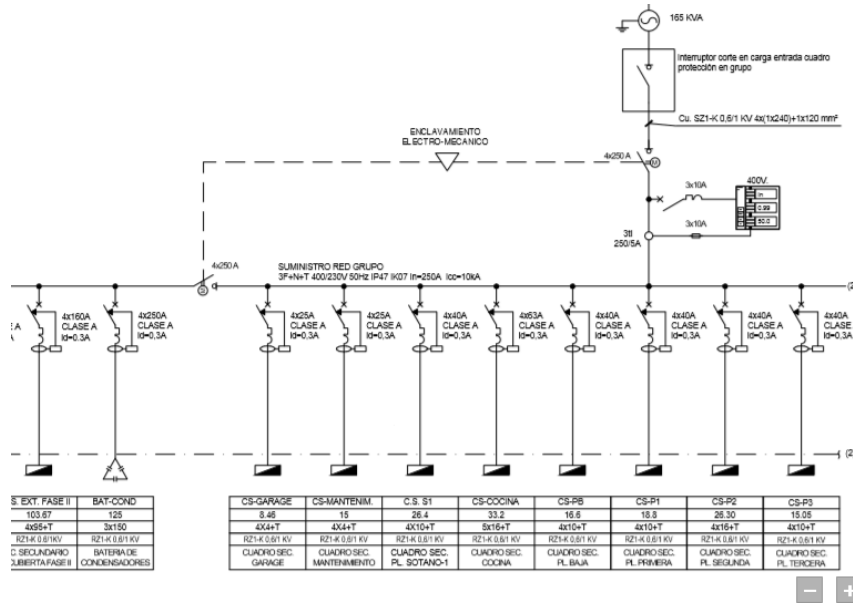 165 KVA
Interruptor corte en carga entrada cuadro
protección en grupo
Cu. SZ1-K 0,6/1 KV 4x(1x240)+1x120 mm²
ENCLAVAMIENTO
ELECTRO-MECANICO
4x250 A
M
3x10A
400V.
In
0.99
50.0
3x10A
3tI
250/5A
4x250 A
SUMINISTRO RED GRUPO
3F+N+T 400/230V 50Hz IP47 IK07 In=250A Icc=10kA
4x160A
CLASE A
Id=0.3A
4x250A
CLASE A
Id=0,3A
4x25A
CLASE A
Id=0,3A
4x25A
CLASE A
Id=0,3A
4x40A
CLASE A
Id=0,3A
4x63A
CLASE A
Id=0,3A
4x40A
CLASE A
Id=0,3A
4x40A
CLASE A
Id=0,3A
4x40A
CLASE A
Id=0,3A
4x40A
CLASE A
Id=0,3A
S. EXT. FASE II BAT-COND CS-GARAGE CS-MANTENIM. C.S. S1 CS-COCINA CS-PB CS-P1 CS-P2 CS-P3
103.67 125 8.46 15 26.4 33.2 16.6 18.8 26.30 15.05
4x95+T 3x150 4X4+T 4X4+T 4X10+T 5x16+T 4x10+T 4x10+T 4x16+T 4x10+T
RZ1-K 0.6/1KV RZ1-K 0.6/1 KV RZ1-K 0.6/1 KV RZ1-K 0.6/1 KV RZ1-K 0.6/1 KV RZ1-K 0.6/1 KV RZ1-K 0.6/1 KV RZ1-K 0.6/1 KV RZ1-K 0.6/1 KV RZ1-K 0.6/1 KV
C. SECUNDARIO BATERIA DE CUADRO SEC. CUADRO SEC. CUADRO SEC. CUADRO SEC. CUADRO SEC. CUADRO SEC. CUADRO SEC. CUADRO SEC.
CUBIERTA FASE II CONDENSADORES GARAGE MANTENIMIENTO PL. SOTANO-1 COCINA PL. BAJA PL. PRIMERA PL. SEGUNDA PL. TERCERA